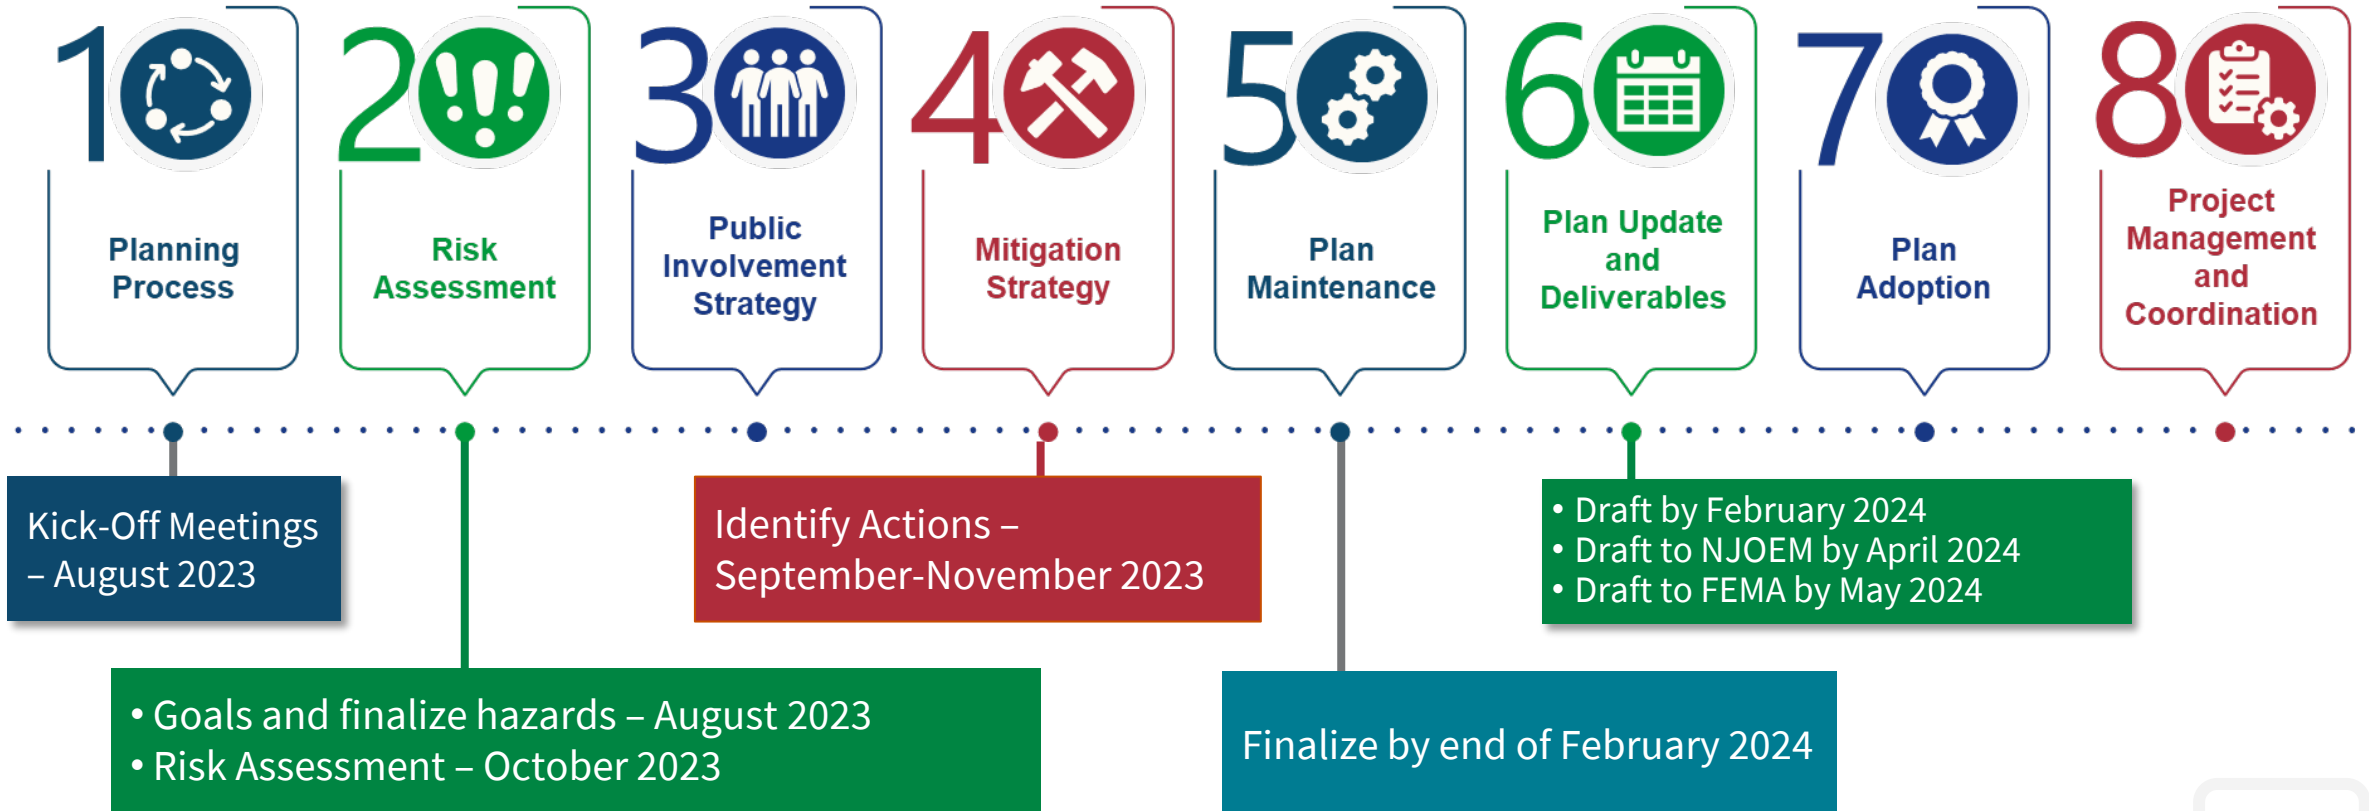 1
Planning
Process
2
Risk
Assessment
3
Public
Involvement
Strategy
4
Mitigation
Strategy
5
Plan
Maintenance
6
Plan Update
and
Deliverables
7
Plan
Adoption
8
Project
Management
and
Coordination
Kick-Off Meetings
– August 2023
Identify Actions –
September-November 2023
• Draft by February 2024
• Draft to NJOEM by April 2024
• Draft to FEMA by May 2024
• Goals and finalize hazards – August 2023
• Risk Assessment – October 2023
Finalize by end of February 2024